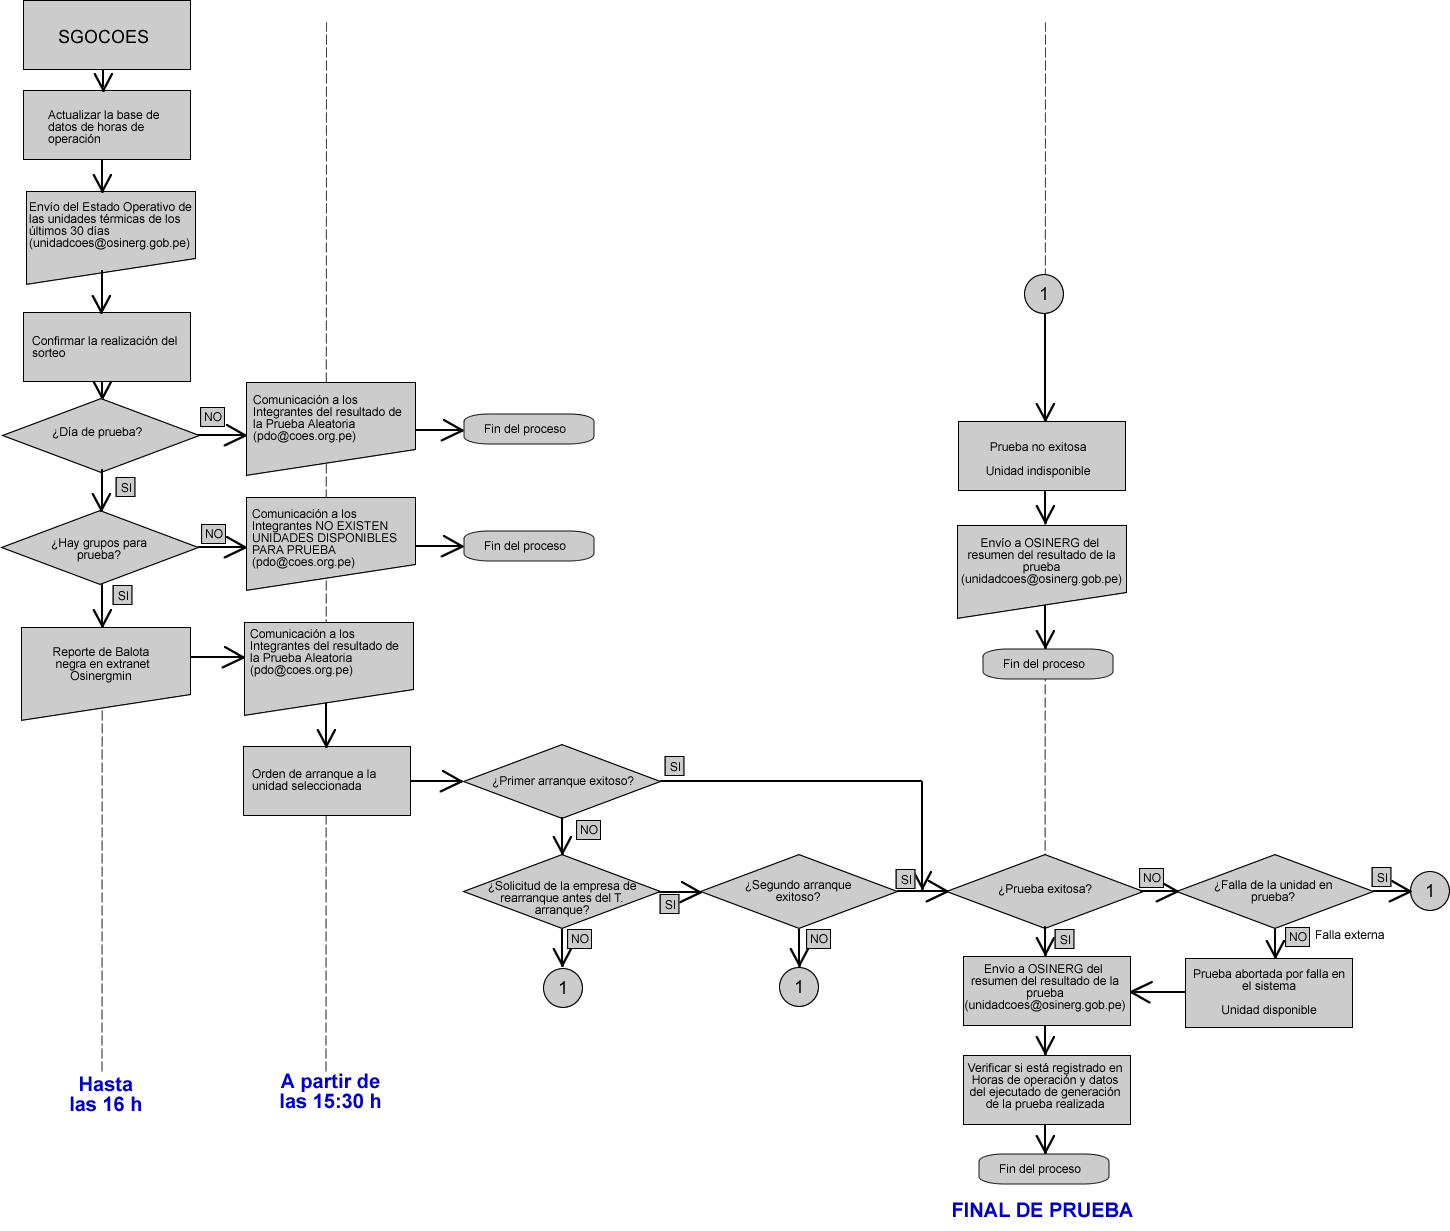 SGOCOES
Actualizar la base de
datos de horas de
operación
Envío del Estado Operativo de
las unidades térmicas de los
últimos 30 días
(unidadcoes@osinerg.gob.pe)
Confirmar la realización del
sorteo
¿Día de prueba?
NO
Comunicación a los
Integrantes del resultado de
la Prueba Aleatoria
(pdo@coes.org.pe)
Fin del proceso
SI
¿Hay grupos para
prueba?
NO
Comunicación a los
Integrantes NO EXISTEN
UNIDADES DISPONIBLES
PARA PRUEBA
(pdo@coes.org.pe)
Fin del proceso
SI
Reporte de Balota
negra en extranet
Osinergmin
Comunicación a los
Integrantes del resultado de
la Prueba Aleatoria
(pdo@coes.org.pe)
Orden de arranque a la
unidad seleccionada
¿Primer arranque exitoso?
SI
NO
¿Solicitud de la empresa de
rearranque antes del T.
arranque?
SI
NO
1
¿Segundo arranque
exitoso?
SI
NO
1
¿Prueba exitosa?
NO
SI
¿Falla de la unidad en
prueba?
SI
1
NO
Falla externa
Prueba abortada por falla en
el sistema
Unidad disponible
Envío a OSINERG del
resumen del resultado de la
prueba
(unidadcoes@osinerg.gob.pe)
Verificar si está registrado en
Horas de operación y datos
del ejecutado de generación
de la prueba realizada
Fin del proceso
1
Prueba no exitosa
Unidad indisponible
Envío a OSINERG del
resumen del resultado de la
prueba
(unidadcoes@osinerg.gob.pe)
Fin del proceso
Hasta
las 16 h
A partir de
las 15:30 h
FINAL DE PRUEBA